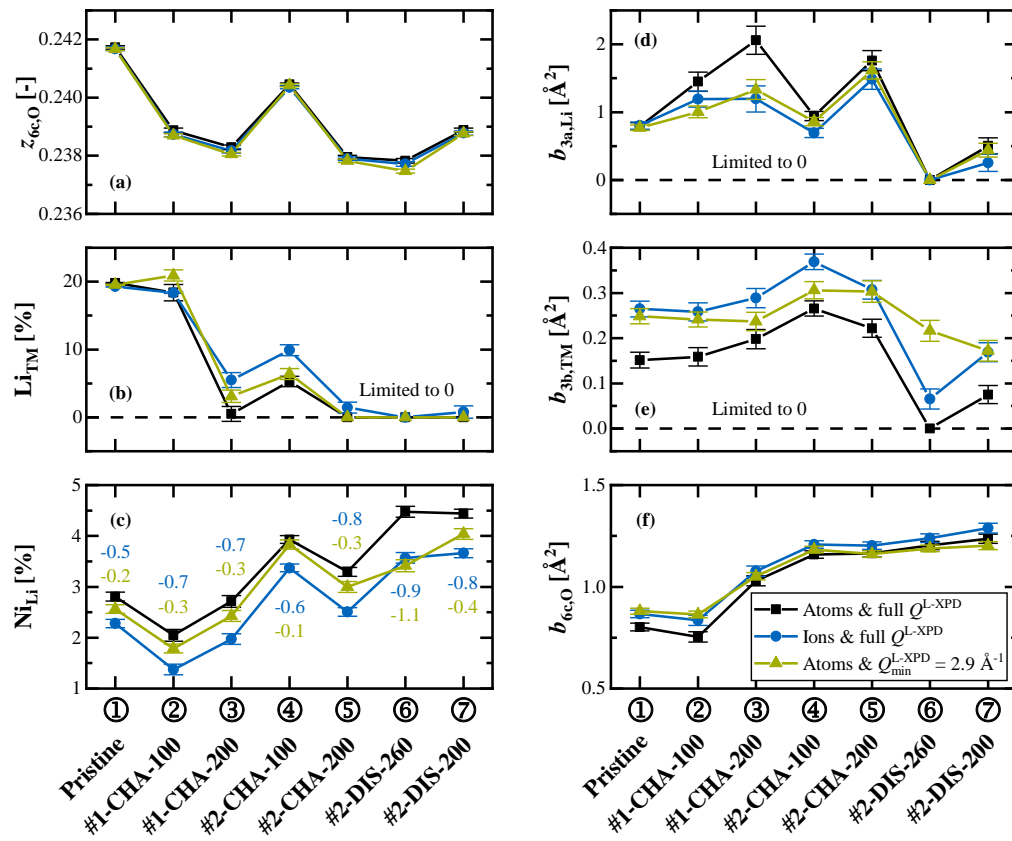 0.242
0.240
0.238
0.236
z6c,O [-]
(a)
20
10
0
LiTM [%]
(b)
Limited to 0
5
4
3
2
1
NiLi [%]
(c)
-0.5
-0.2
-0.7
-0.3
-0.7
-0.3
-0.6
-0.1
-0.8
-0.3
-0.9
-1.1
-0.8
-0.4
① ② ③ ④ ⑤ ⑥ ⑦
Pristine
#1-CHA-100
#1-CHA-200
#2-CHA-100
#2-CHA-200
#2-DIS-260
#2-DIS-200
(d)
2
1
0
b3a,Li [Å²]
Limited to 0
0.4
0.3
0.2
0.1
0.0
b3b,TM [Å²]
(e)
Limited to 0
1.5
1.0
0.5
b6c,O [Å²]
(f)
Atoms & full Q^L-XPD
Ions & full Q^L-XPD
Atoms & Q^L-XPD_min = 2.9 Å-1
① ② ③ ④ ⑤ ⑥ ⑦
Pristine
#1-CHA-100
#1-CHA-200
#2-CHA-100
#2-CHA-200
#2-DIS-260
#2-DIS-200